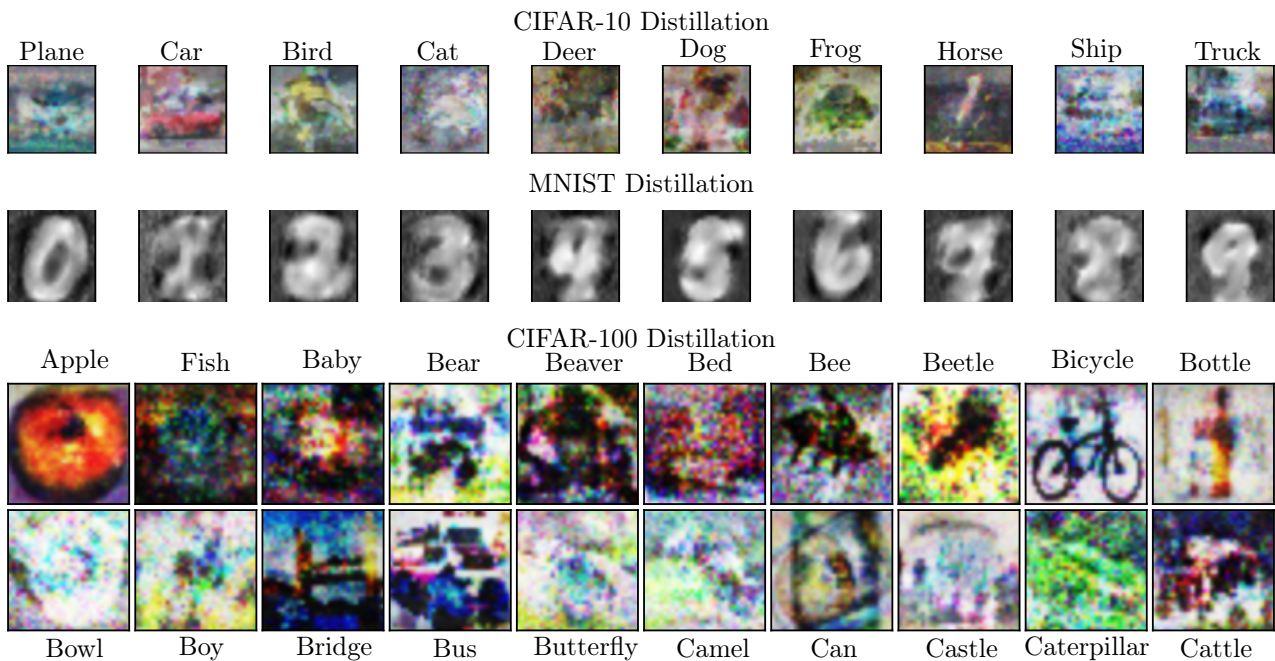 CIFAR-10 Distillation
Plane Car Bird Cat Deer Dog Frog Horse Ship Truck
MNIST Distillation
CIFAR-100 Distillation
Apple Fish Baby Bear Beaver Bed Bee Beetle Bicycle Bottle
Bowl Boy Bridge Bus Butterfly Camel Can Castle Caterpillar Cattle